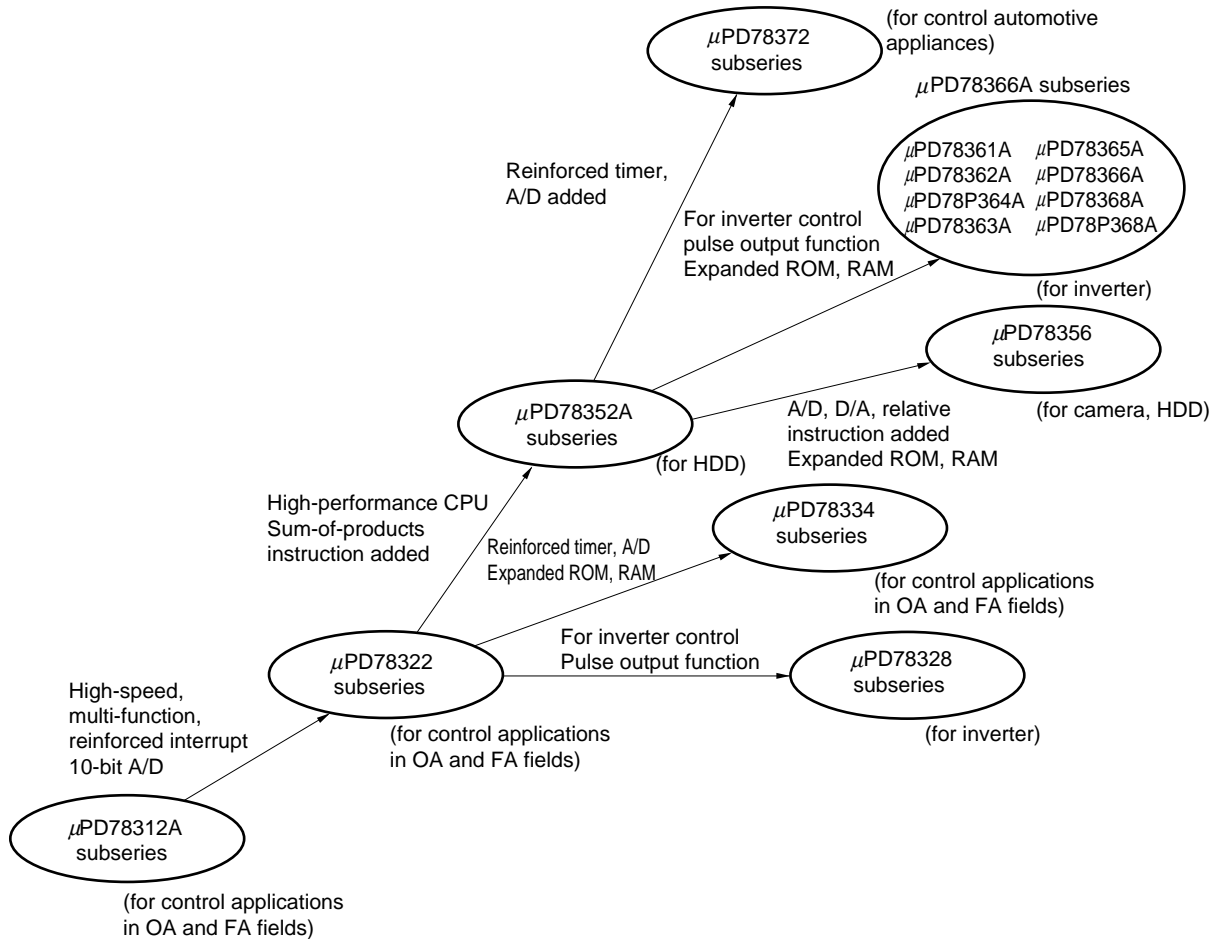 μPD78372
subseries
(for control automotive
appliances)
μPD78366A subseries
μPD78361A μPD78365A
μPD78362A μPD78366A
μPD78P364A μPD78368A
μPD78363A μPD78P368A
(for inverter)
Reinforced timer,
A/D added
For inverter control
pulse output function
Expanded ROM, RAM
μPD78356
subseries
(for camera, HDD)
μPD78352A
subseries
(for HDD)
A/D, D/A, relative
instruction added
Expanded ROM, RAM
High-performance CPU
Sum-of-products
instruction added
μPD78334
subseries
(for control applications
in OA and FA fields)
Reinforced timer, A/D
Expanded ROM, RAM
For inverter control
Pulse output function
μPD78322
subseries
(for control applications
in OA and FA fields)
μPD78328
subseries
(for inverter)
High-speed,
multi-function,
reinforced interrupt
10-bit A/D
μPD78312A
subseries
(for control applications
in OA and FA fields)